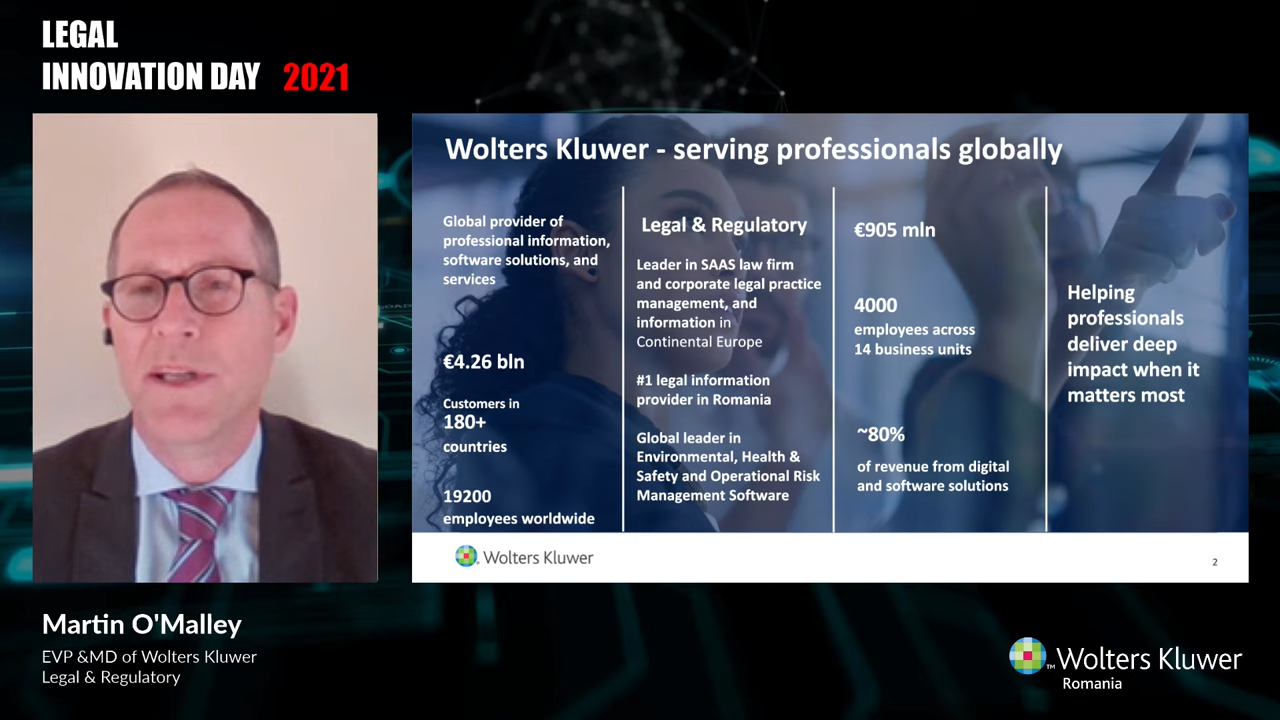 LEGAL
INNOVATION DAY 2021
Wolters Kluwer - serving professionals globally
Global provider of
professional information,
software solutions, and
services
€4.26 bln
Customers in
180+
countries
19200
employees worldwide
Legal & Regulatory
Leader in SAAS law firm
and corporate legal practice
management, and
information in
Continental Europe
#1 legal information
provider in Romania
Global leader in
Environmental, Health &
Safety and Operational Risk
Management Software
€905 mln
4000
employees across
14 business units
~80%
of revenue from digital
and software solutions
Helping
professionals
deliver deep
impact when it
matters most
Wolters Kluwer
2
Martin O'Malley
EVP &MD of Wolters Kluwer
Legal & Regulatory
™ Wolters Kluwer
Romania